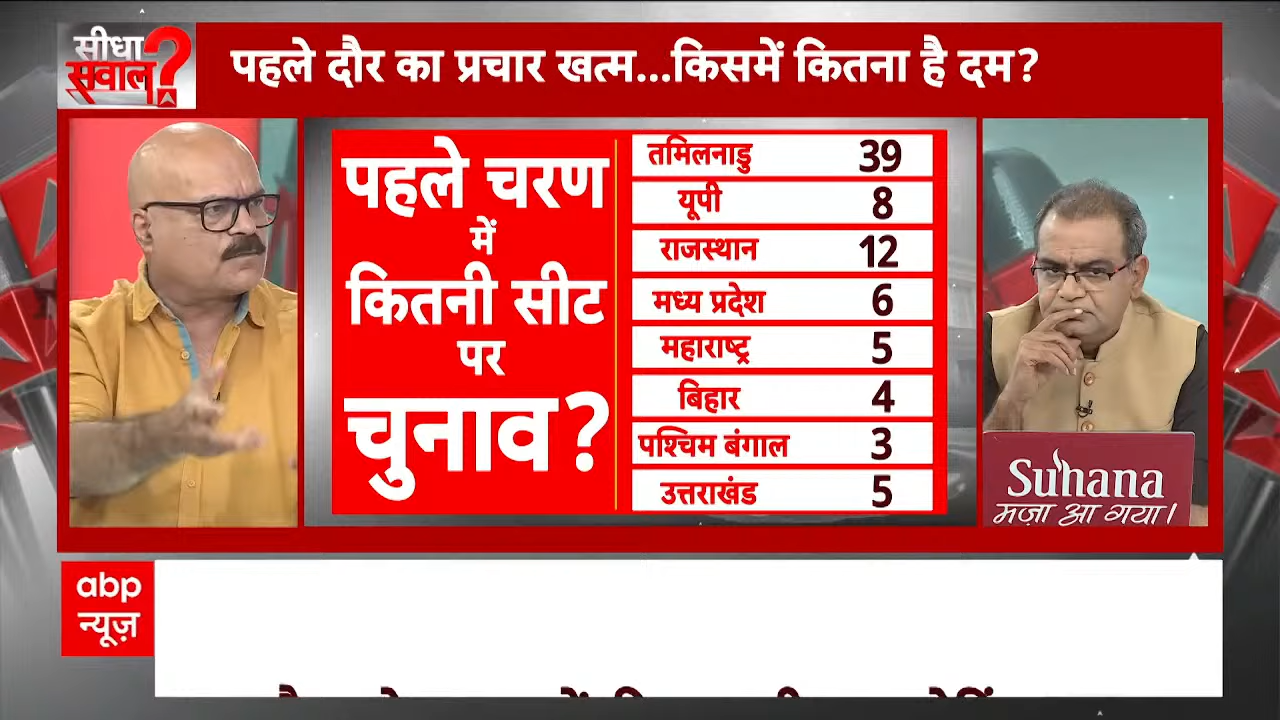 सीधा
सवाल?
पहले दौर का प्रचार खत्म...किसमें कितना है दम?
पहले चरण
में
कितनी सीट
पर
चुनाव?
तमिलनाडु 39
यूपी 8
राजस्थान 12
मध्य प्रदेश 6
महाराष्ट्र 5
बिहार 4
पश्चिम बंगाल 3
उत्तराखंड 5
Suhana
मज़ा आ गया।
abp
न्यूज़